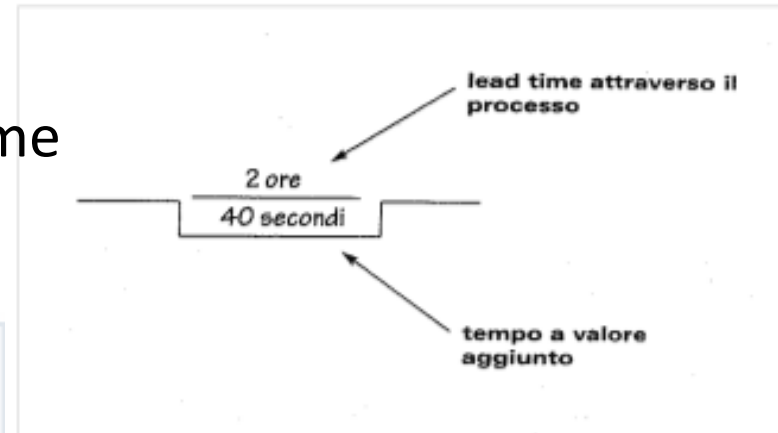 lead time attraverso il
processo
me
2 ore
40 secondi
tempo a valore
aggiunto